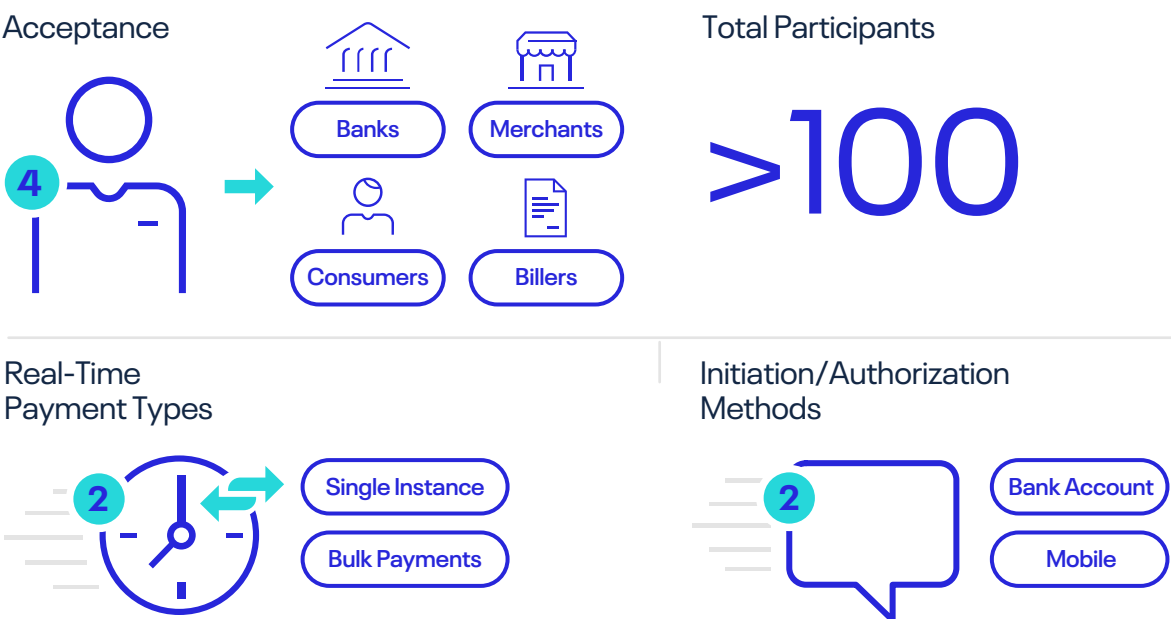 Acceptance
4
Banks
Merchants
Consumers
Billers
Total Participants
>100
Real-Time
Payment Types
2
Single Instance
Bulk Payments
Initiation/Authorization
Methods
2
Bank Account
Mobile